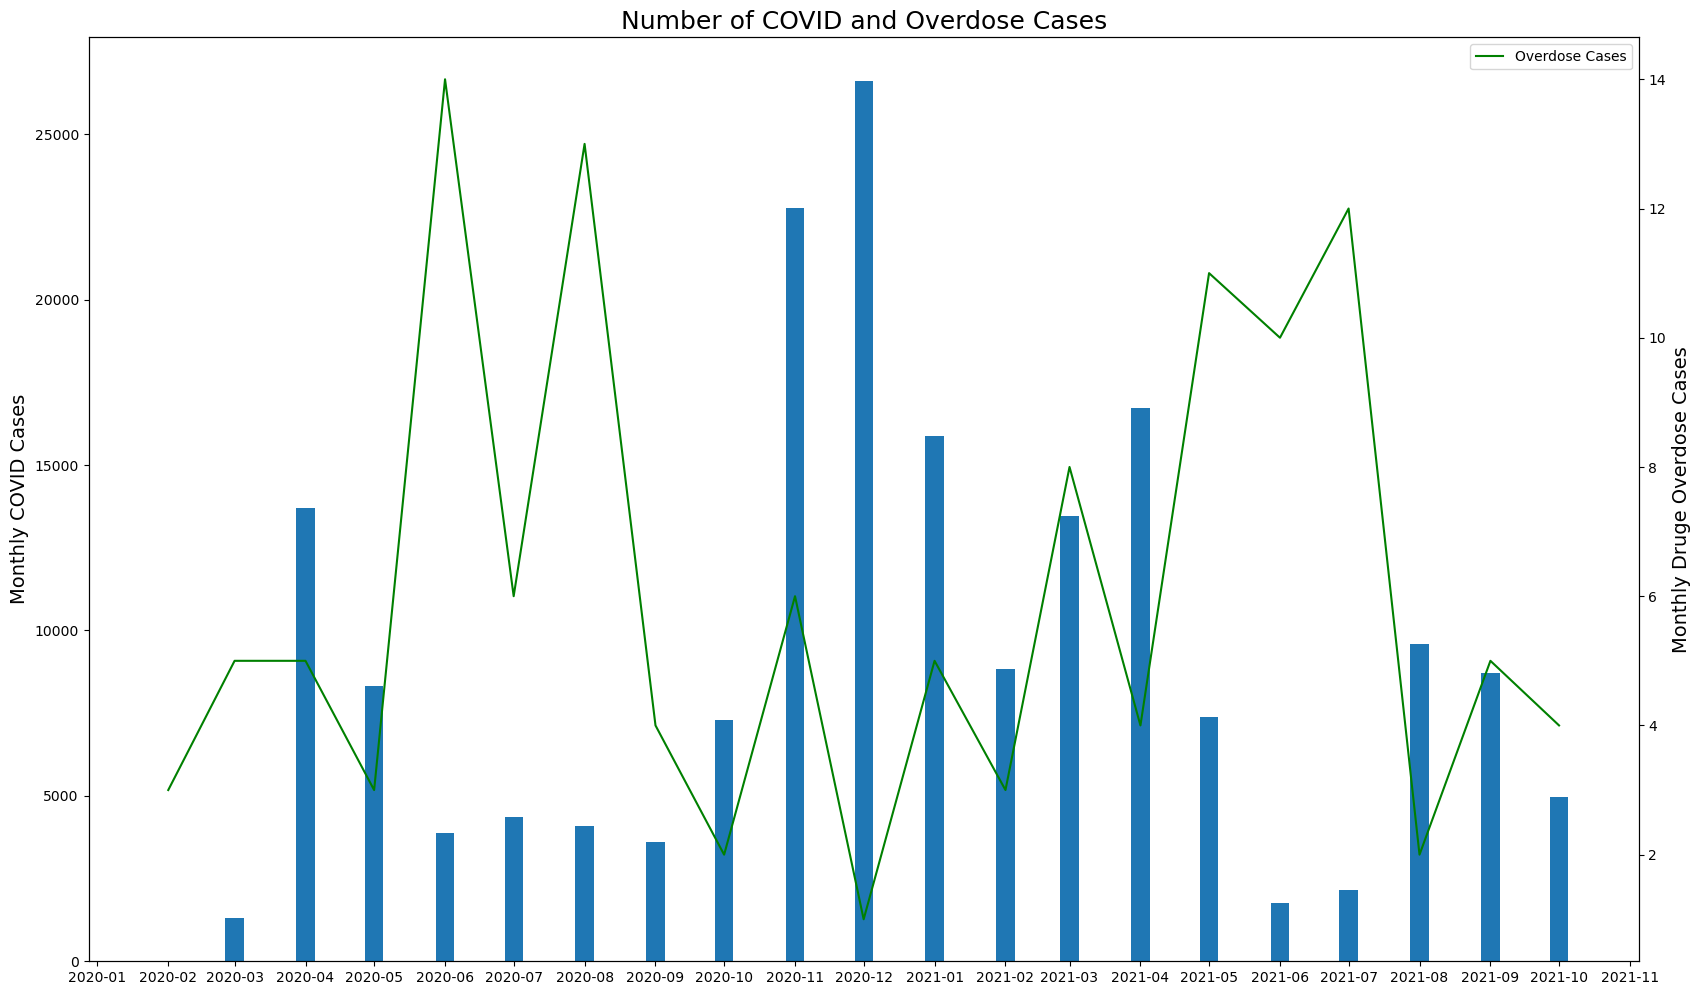 Number of COVID and Overdose Cases
Overdose Cases
Monthly COVID Cases
25000
20000
15000
10000
5000
0
Monthly Druge Overdose Cases
14
12
10
8
6
4
2
2020-01 2020-02 2020-03 2020-04 2020-05 2020-06 2020-07 2020-08 2020-09 2020-10 2020-11 2020-12 2021-01 2021-02 2021-03 2021-04 2021-05 2021-06 2021-07 2021-08 2021-09 2021-10 2021-11